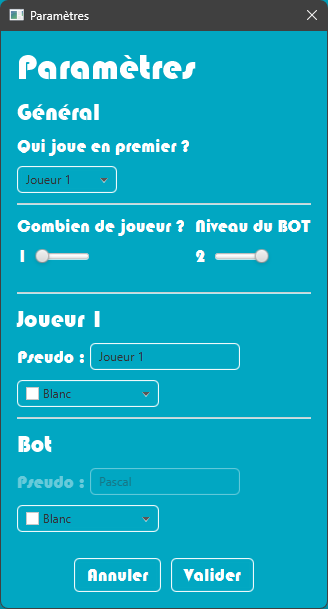 Paramètres
Paramètres
Général
Qui joue en premier ?
Joueur 1
Combien de joueur ? Niveau du BOT
1 2
Joueur 1
Pseudo : Joueur 1
Blanc
Bot
Pseudo : Pascal
Blanc
Annuler Valider